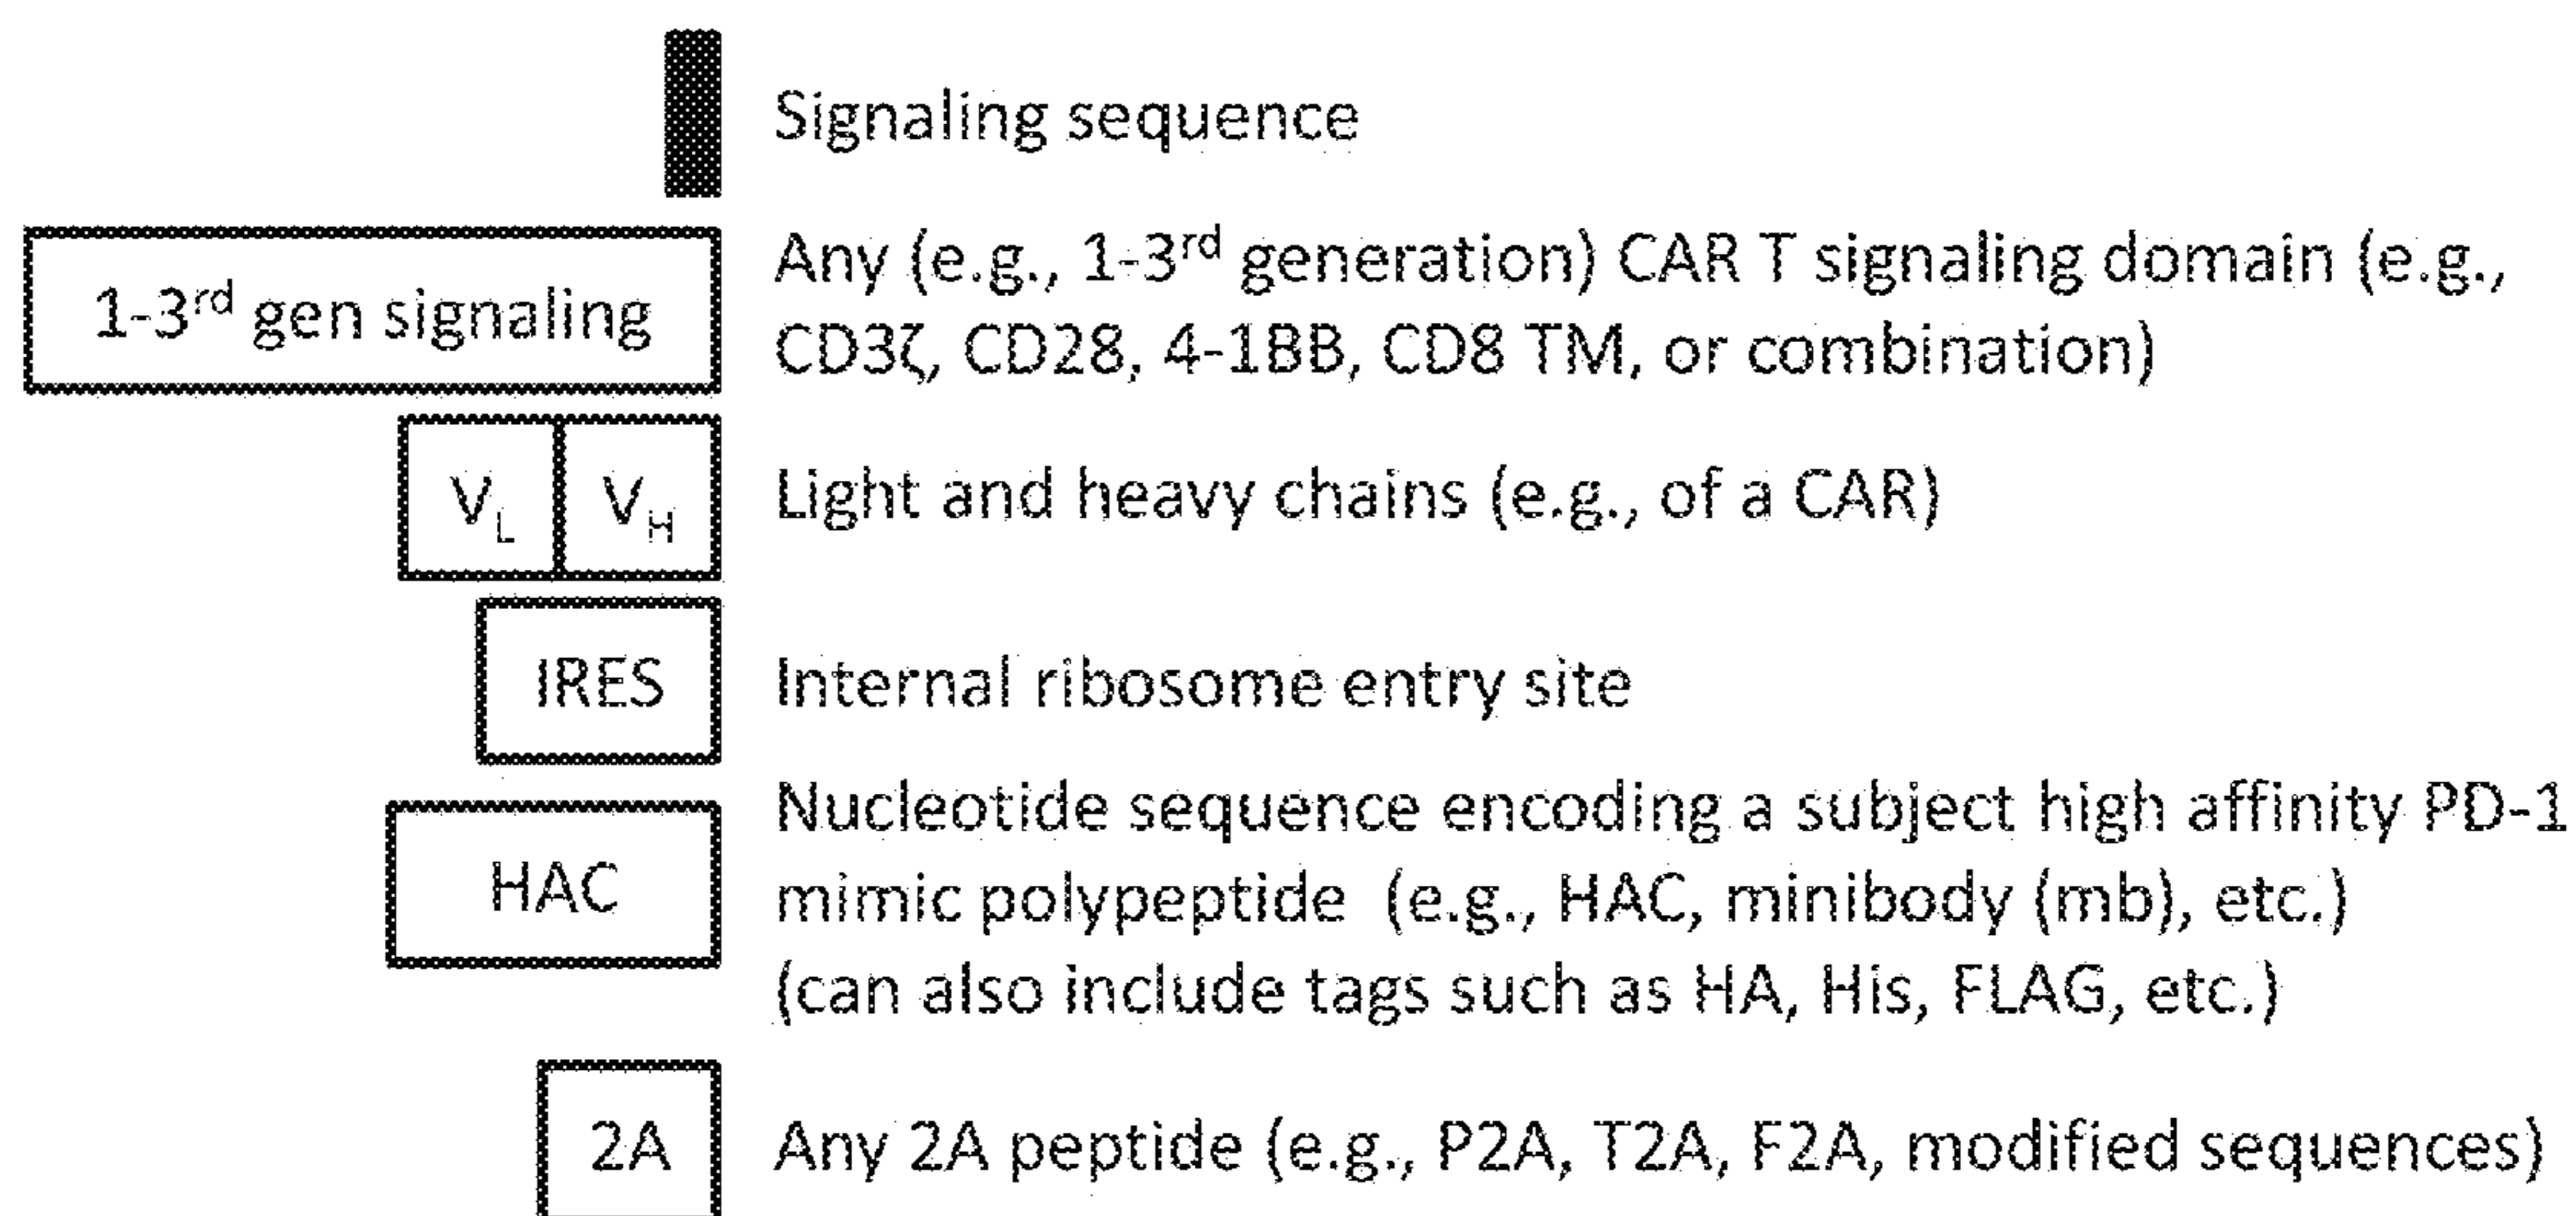 Signaling sequence
1-3rd gen signaling
Any (e.g., 1-3rd generation) CAR T signaling domain (e.g.,
CD3ζ, CD28, 4-1BB, CD8 TM, or combination)
VL VH
Light and heavy chains (e.g., of a CAR)
IRES
Internal ribosome entry site
HAC
Nucleotide sequence encoding a subject high affinity PD-1
mimic polypeptide (e.g., HAC, minibody (mb), etc.)
(can also include tags such as HA, His, FLAG, etc.)
2A
Any 2A peptide (e.g., P2A, T2A, F2A, modified sequences)